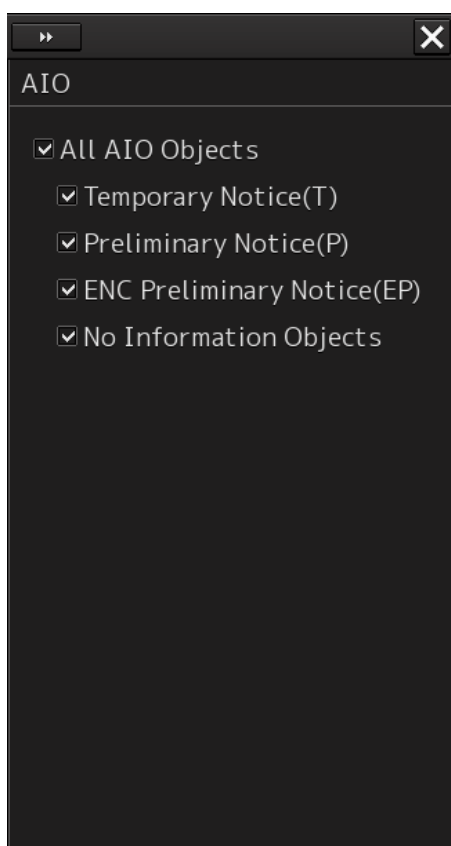 AIO
All AIO Objects
Temporary Notice(T)
Preliminary Notice(P)
ENC Preliminary Notice(EP)
No Information Objects